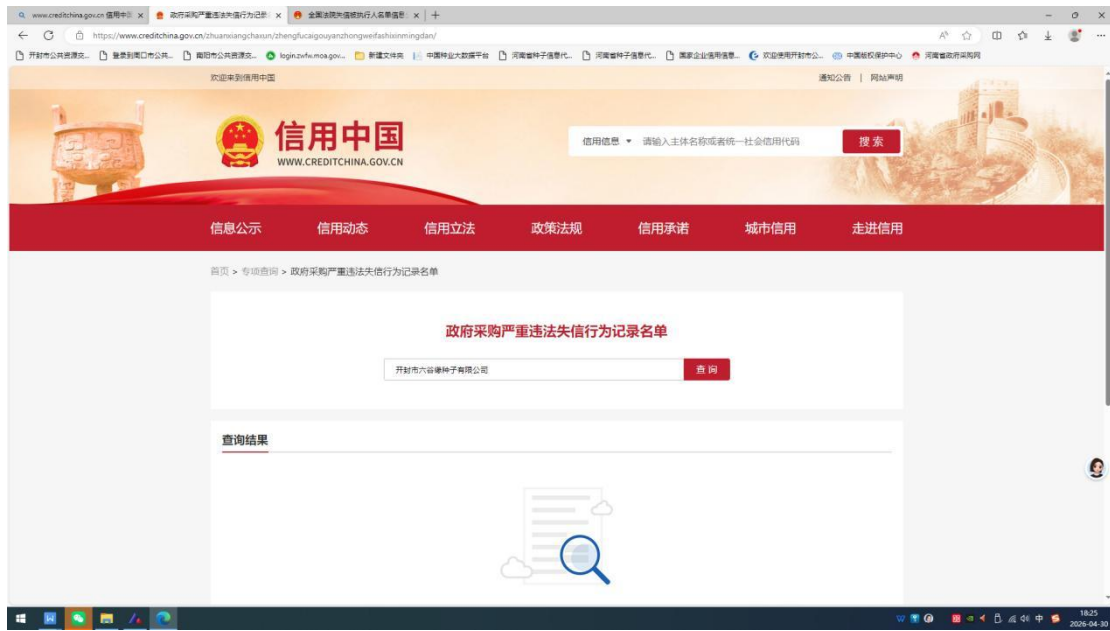 www.creditchina.gov.cn 信用中国
政府采购严重违法失信行为记录
全国法院失信被执行人名单信息
https://www.creditchina.gov.cn/zhuanxiangchaxun/zhengfucaigouyanzhongweifashixinmingdan/
开封市公共资源交...
登录到周口市公共...
南阳市公共资源交...
login.zwfw.moa.gov...
新建文件夹
中国种业大数据平台
河南省种子信息市代...
河南省种子信息市代...
国家企业信用信息...
欢迎使用开封市公...
中国版权保护中心
河南省政府采购网
欢迎来到信用中国
通知公告 | 网站声明
信用中国
WWW.CREDITCHINA.GOV.CN
信用信息
请输入主体名称或者统一社会信用代码
搜索
信息公示 信用动态 信用立法 政策法规 信用承诺 城市信用 走进信用
首页 > 专项查询 > 政府采购严重违法失信行为记录名单
政府采购严重违法失信行为记录名单
开封市六谷缘种子有限公司
查询
查询结果
中
18:25
2026-04-30